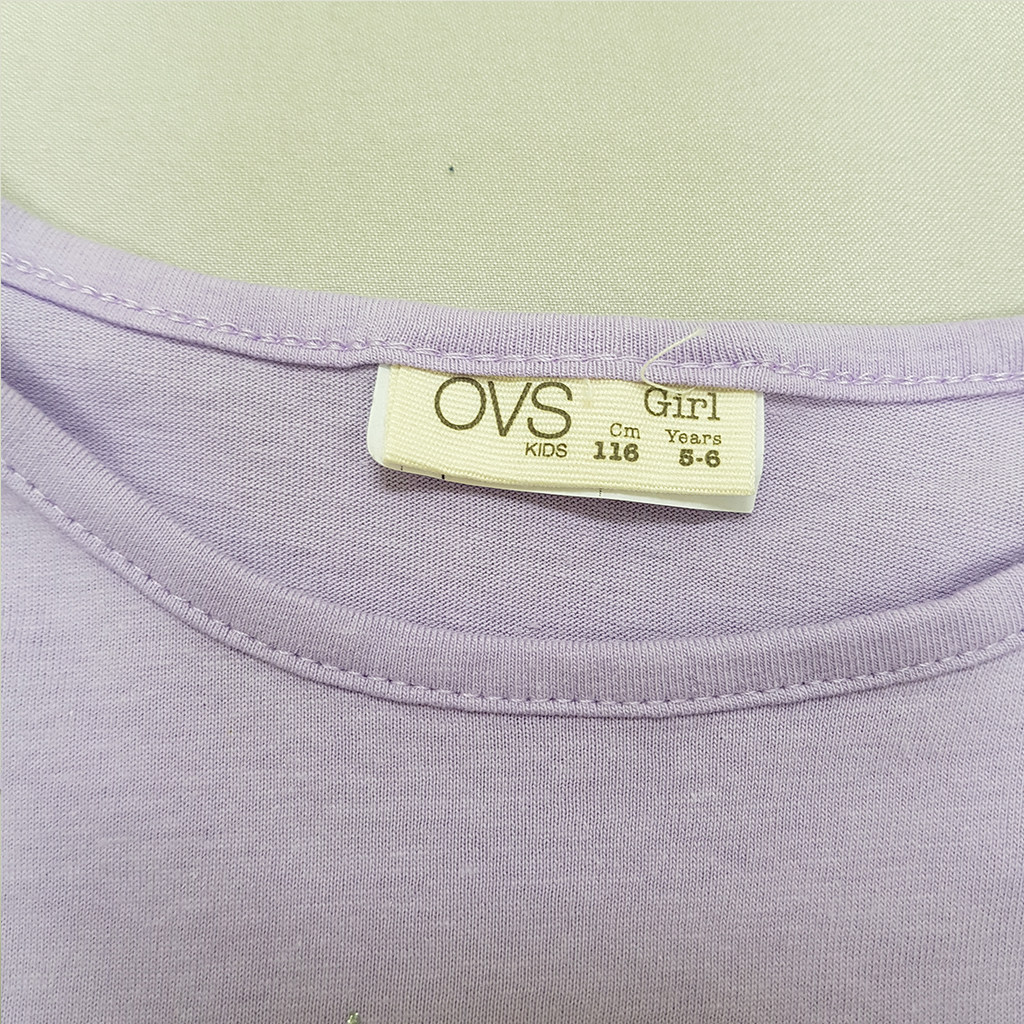 OVS
KIDS
Girl
Cm Years
116 5-6